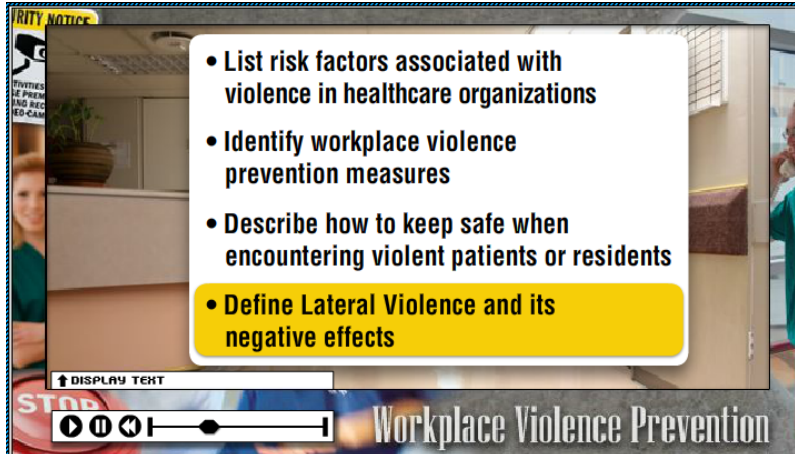 RITY NOTICE
• List risk factors associated with
violence in healthcare organizations
• Identify workplace violence
prevention measures
• Describe how to keep safe when
encountering violent patients or residents
• Define Lateral Violence and its
negative effects
DISPLAY TEXT
STOP
Workplace Violence Prevention